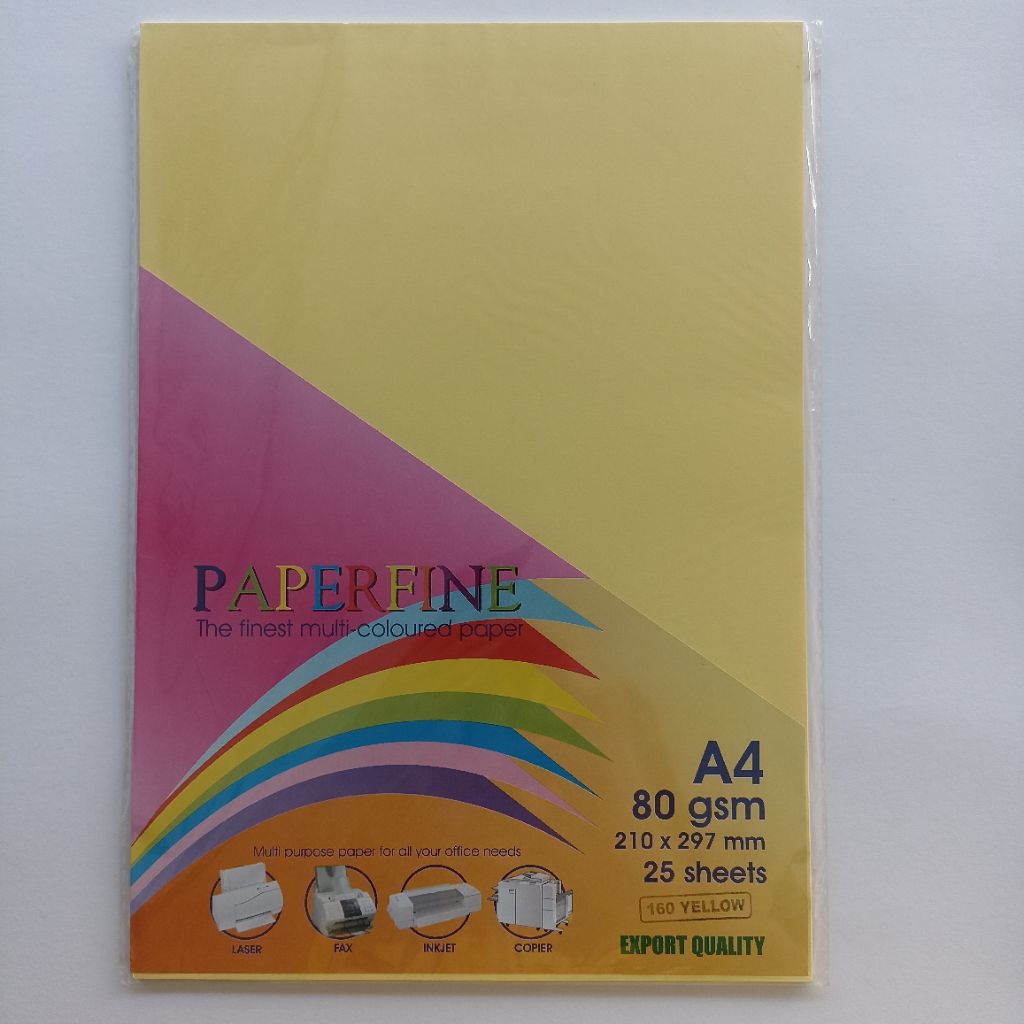 PAPERFINE
The finest multi-coloured paper
A4
80 gsm
210 x 297 mm
25 sheets
160 YELLOW
EXPORT QUALITY
Multi purpose paper for all your office needs
LASER FAX INKJET COPIER